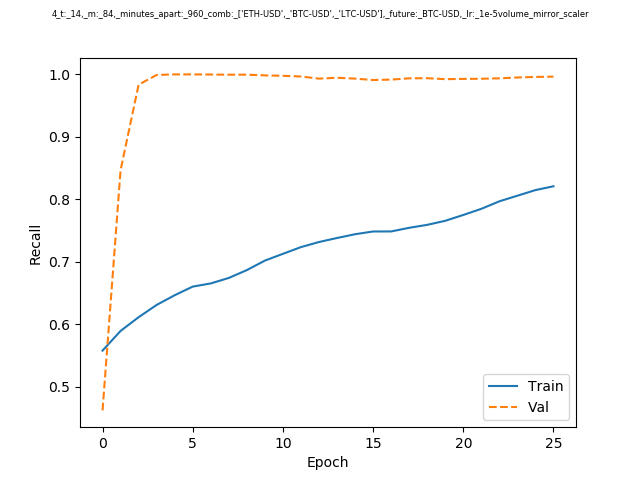 4_t:_14,_m:_84,_minutes_apart:_960_comb:_['ETH-USD',_'BTC-USD',_'LTC-USD'],_future:_BTC-USD,_lr:_1e-5volume_mirror_scaler
1.0
0.9
0.8
0.7
0.6
0.5
Recall
Train
Val
0 5 10 15 20 25
Epoch